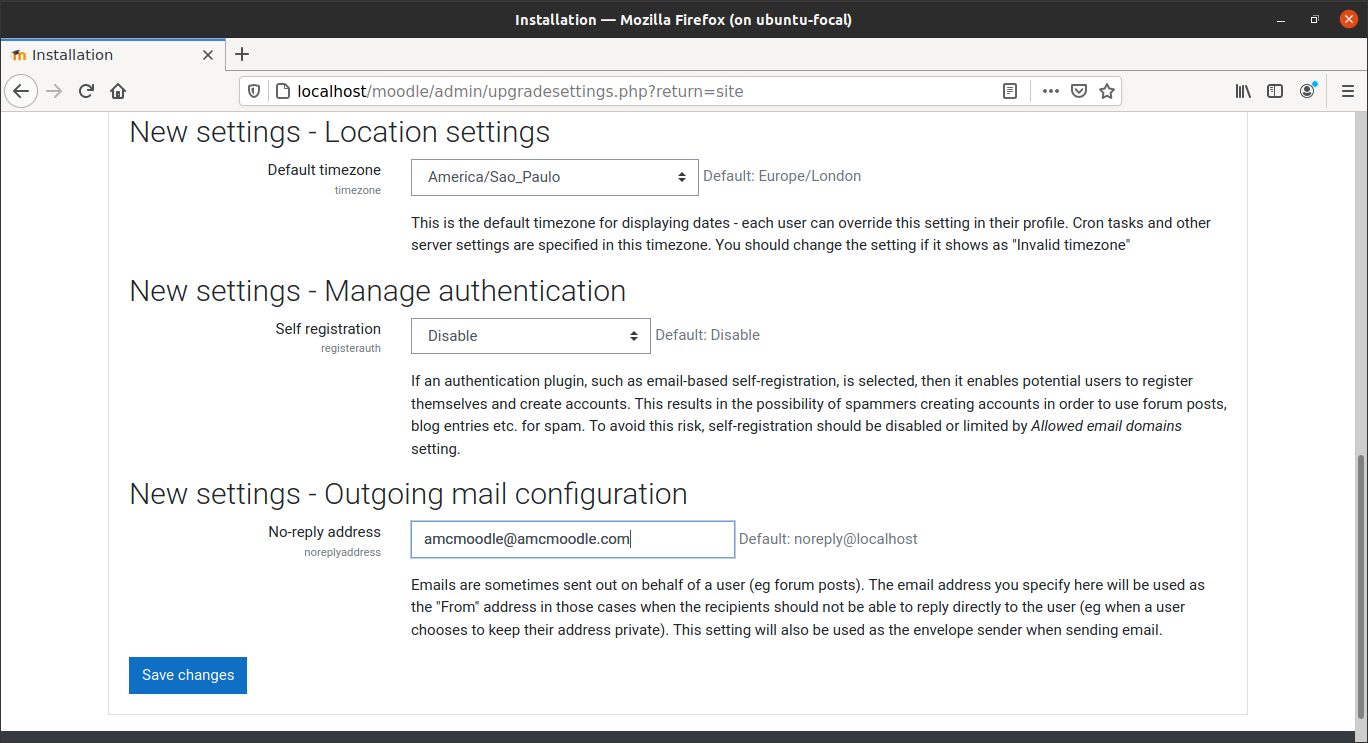 Installation — Mozilla Firefox (on ubuntu-focal)
Installation
localhost/moodle/admin/upgradesettings.php?return=site
New settings - Location settings
Default timezone
America/Sao_Paulo
Default: Europe/London
timezone
This is the default timezone for displaying dates - each user can override this setting in their profile. Cron tasks and other
server settings are specified in this timezone. You should change the setting if it shows as "Invalid timezone"
New settings - Manage authentication
Self registration
Disable
Default: Disable
registerauth
If an authentication plugin, such as email-based self-registration, is selected, then it enables potential users to register
themselves and create accounts. This results in the possibility of spammers creating accounts in order to use forum posts,
blog entries etc. for spam. To avoid this risk, self-registration should be disabled or limited by Allowed email domains
setting.
New settings - Outgoing mail configuration
No-reply address
amcmoodle@amcmoodle.com
Default: noreply@localhost
noreplyaddress
Emails are sometimes sent out on behalf of a user (eg forum posts). The email address you specify here will be used as
the "From" address in those cases when the recipients should not be able to reply directly to the user (eg when a user
chooses to keep their address private). This setting will also be used as the envelope sender when sending email.
Save changes